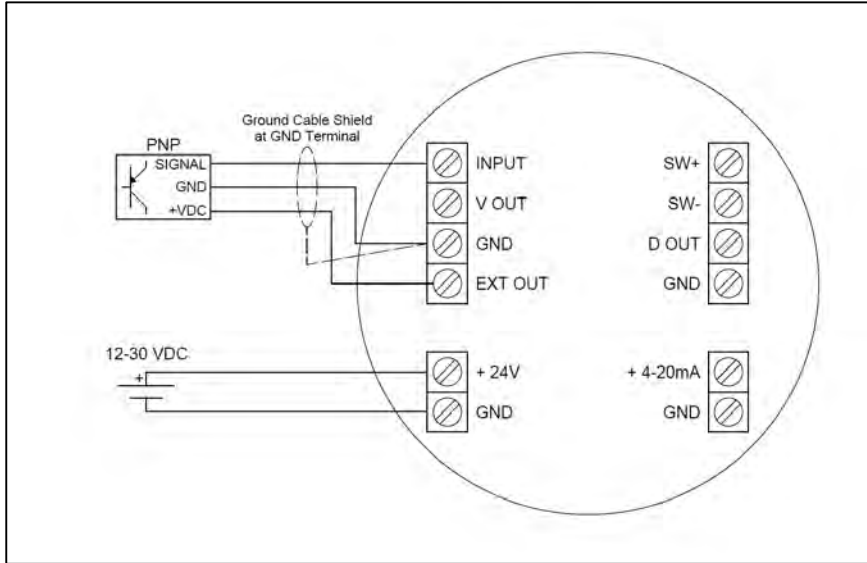 Ground Cable Shield
at GND Terminal
PNP
SIGNAL
GND
+VDC
INPUT
V OUT
GND
EXT OUT
SW+
SW-
D OUT
GND
12-30 VDC
+
+ 24V
GND
+ 4-20mA
GND